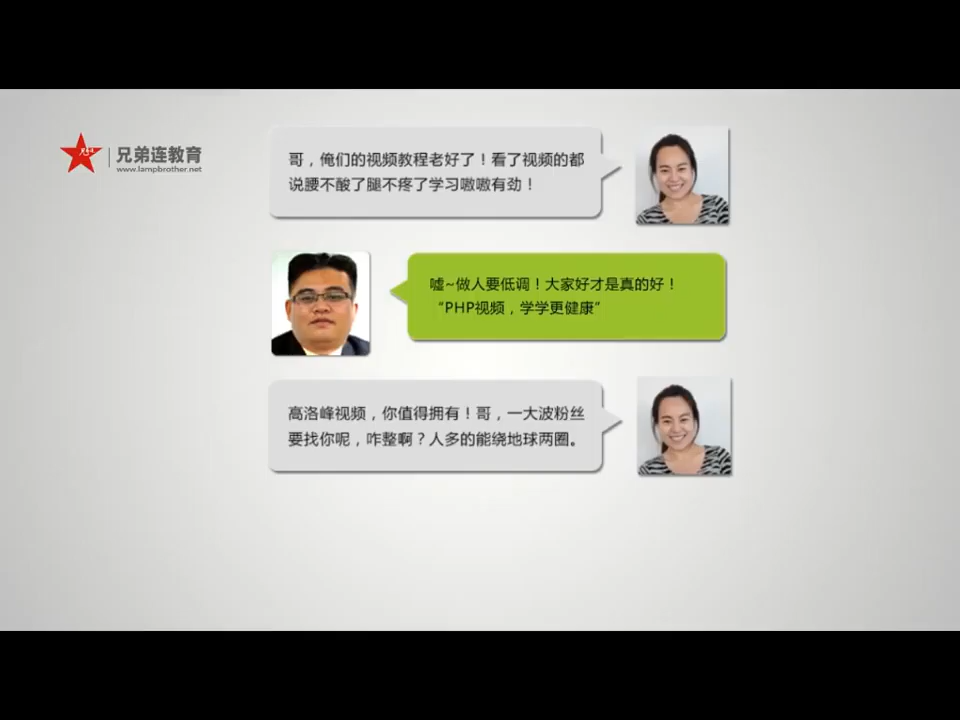 兄弟连教育
www.lampbrother.net
哥，俺们的视频教程老好了！看了视频的都
说腰不酸了腿不疼了学习嗷嗷有劲！
嘘~做人要低调！大家好才是真的好！
“PHP视频，学学更健康”
高洛峰视频，你值得拥有！哥，一大波粉丝
要找你呢，咋整啊？人多的能绕地球两圈。